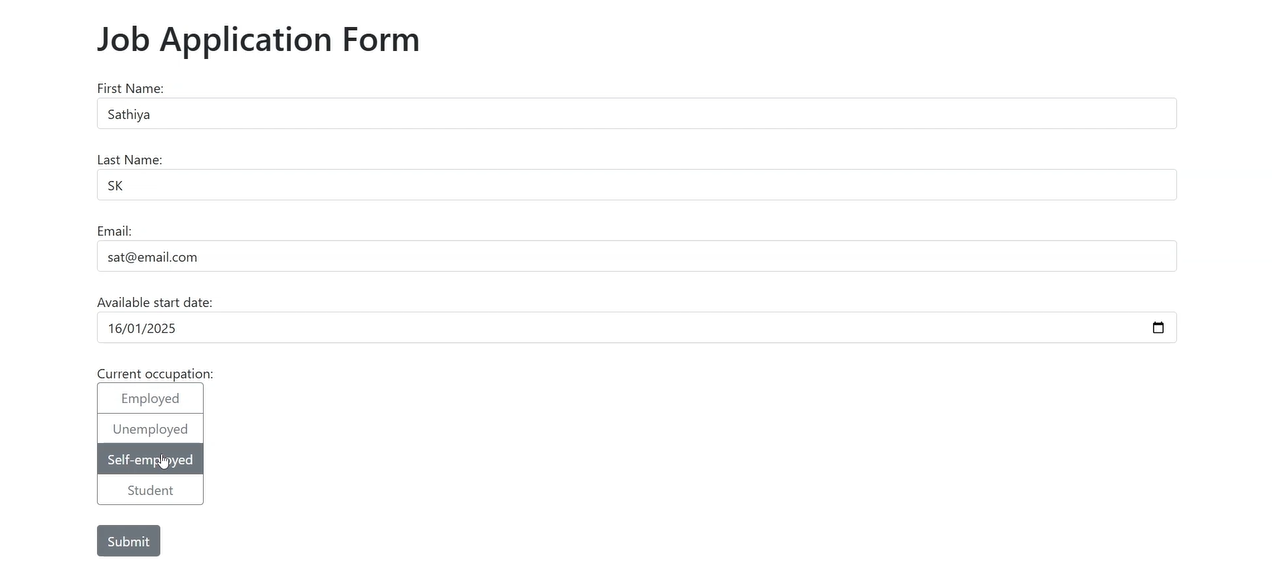 Job Application Form
First Name:
Sathiya
Last Name:
SK
Email:
sat@email.com
Available start date:
16/01/2025
Current occupation:
Employed
Unemployed
Self-employed
Student
Submit